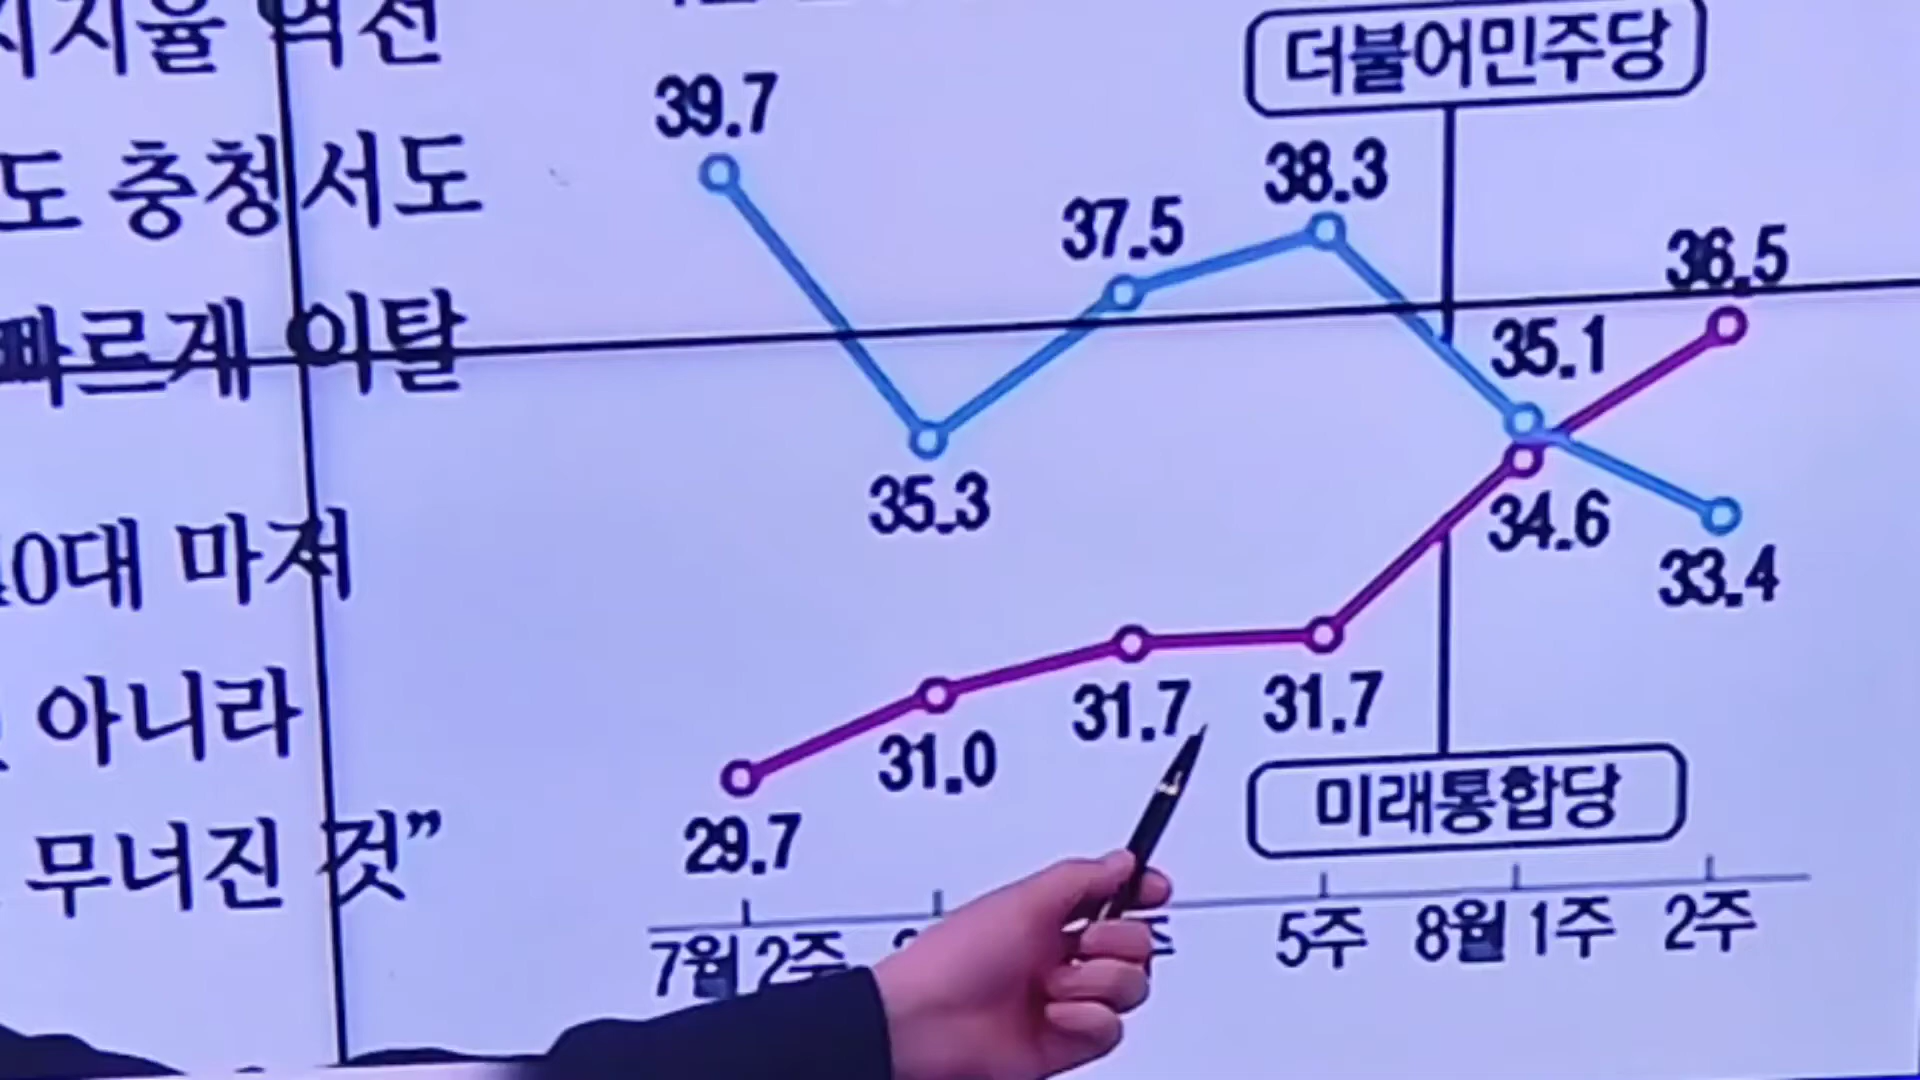 지지율 역전
도 충청서도
빠르게 이탈
40대 마저
아니라
무너진 것”
더불어민주당
39.7
35.3
37.5
38.3
35.1
33.4
29.7
31.0
31.7
31.7
34.6
36.5
미래통합당
7월 2주
5주
8월 1주
2주